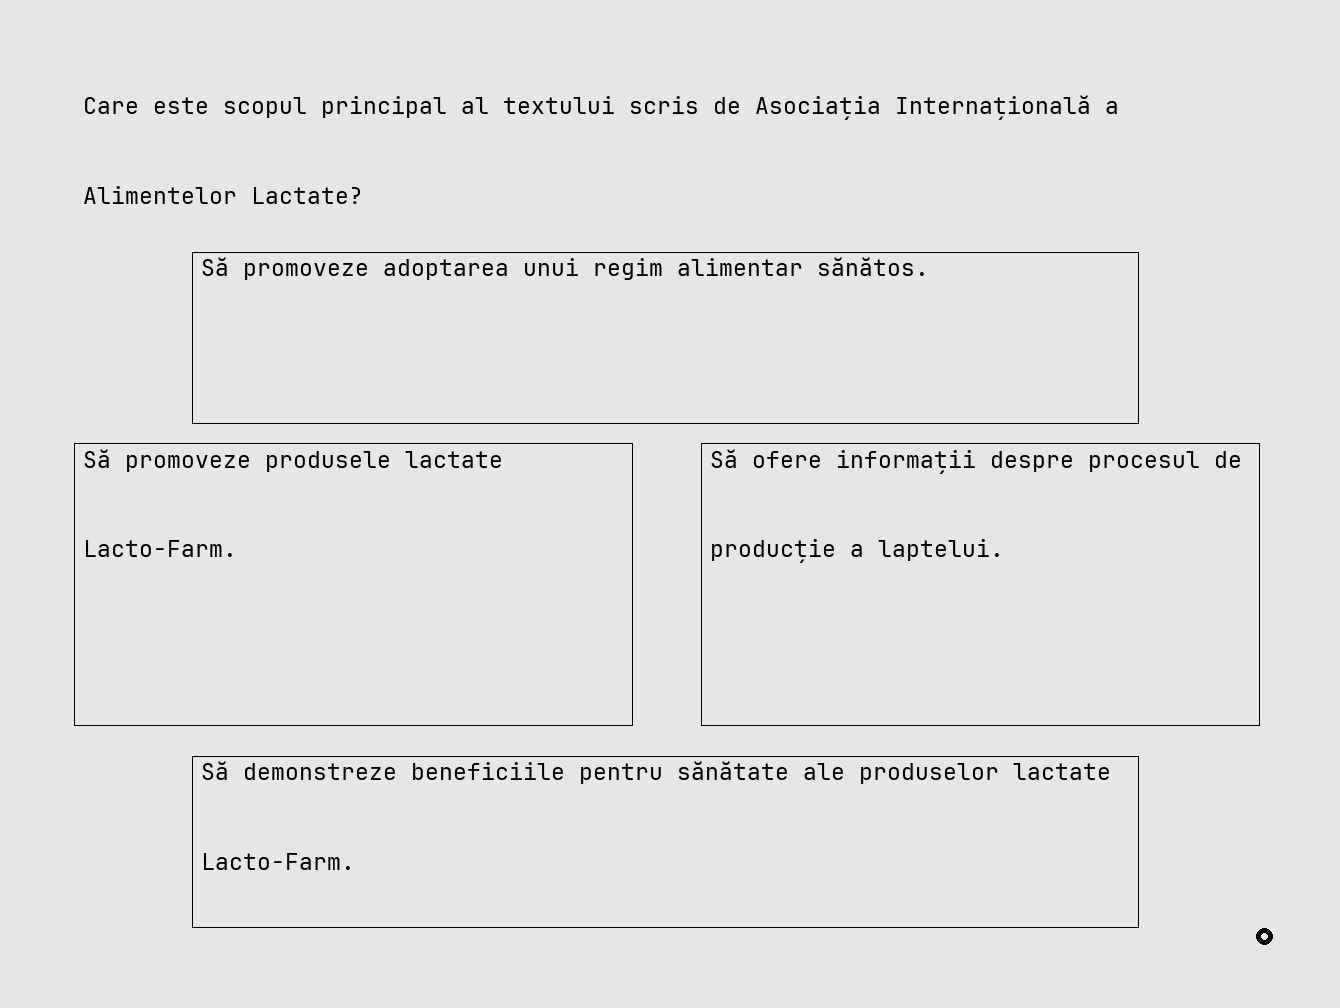 Care este scopul principal al textului scris de Asociația Internațională a
Alimentelor Lactate?
Să promoveze adoptarea unui regim alimentar sănătos.
Să promoveze produsele lactate
Lacto-Farm.
Să ofere informații despre procesul de
producție a laptelui.
Să demonstreze beneficiile pentru sănătate ale produselor lactate
Lacto-Farm.